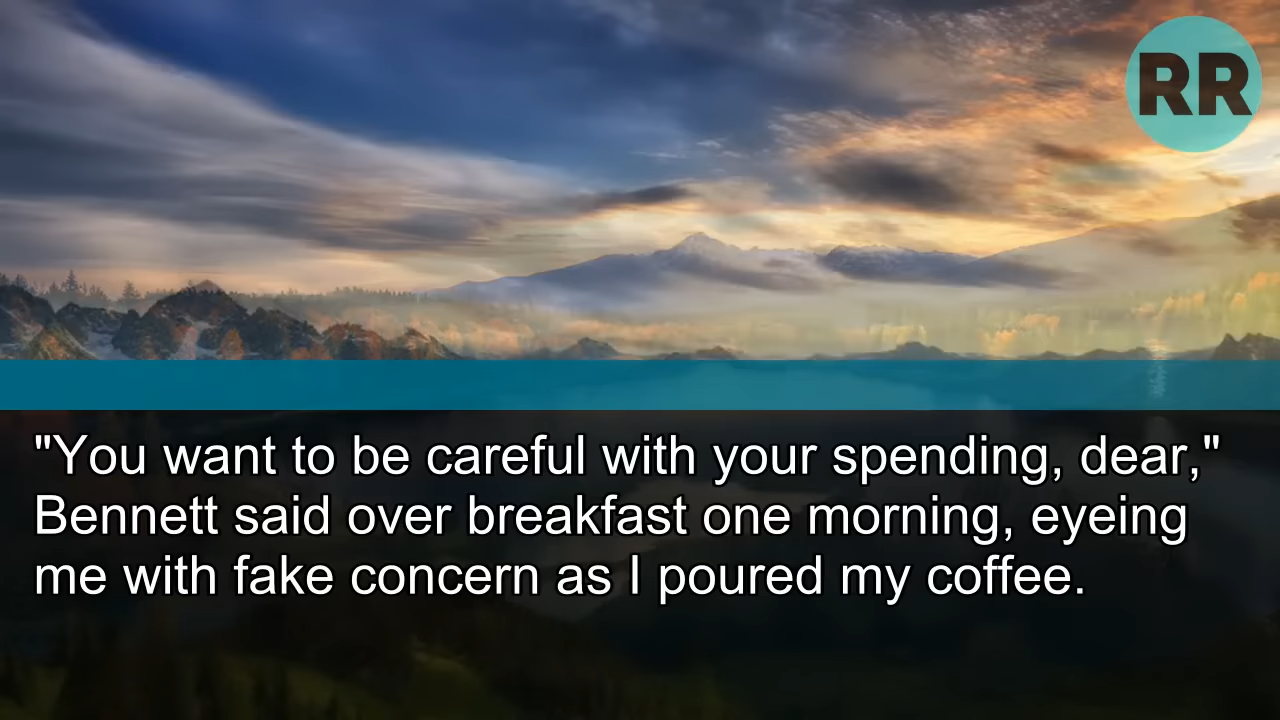 RR
"You want to be careful with your spending, dear,"
Bennett said over breakfast one morning, eyeing
me with fake concern as I poured my coffee.